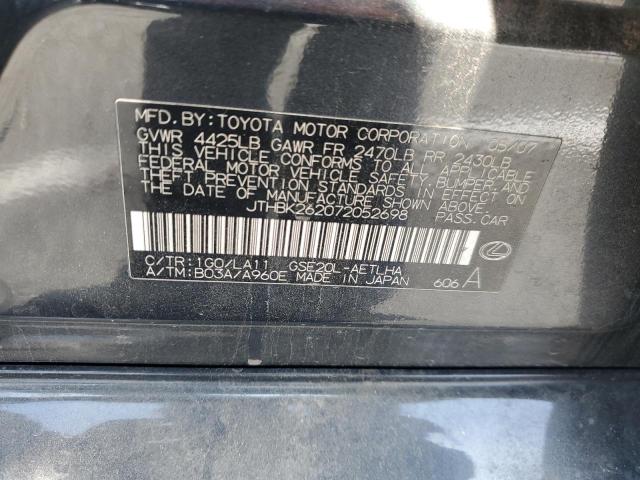 MFD. BY: TOYOTA MOTOR CORPORATION 05/07
GVWR 4425LB GAWR FR 2470LB RR 2430LB
THIS VEHICLE CONFORMS TO ALL APPLICABLE
FEDERAL MOTOR VEHICLE SAFETY, BUMPER, AND
THEFT PREVENTION STANDARDS IN EFFECT ON
THE DATE OF MANUFACTURE SHOWN ABOVE.
JTHBK262072052698 PASS. CAR
C/TR: 1G0/LA11 GSE20L-AETLHA
A/TM: B03A/A960E MADE IN JAPAN 606 A